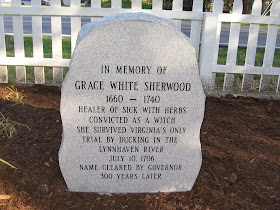 IN MEMORY OF
GRACE WHITE SHERWOOD
1660 - 1740
HEALER OF SICK WITH HERBS
CONVICTED AS A WITCH
SHE SURVIVED VIRGINIA'S ONLY
TRIAL BY DUCKING IN THE
LYNNHAVEN RIVER
JULY 10, 1706
NAME CLEARED BY GOVERNOR
300 YEARS LATER